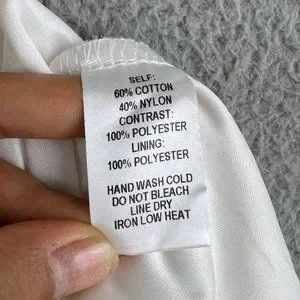 SELF:
60% COTTON
40% NYLON
CONTRAST:
100% POLYESTER
LINING:
100% POLYESTER
HAND WASH COLD
DO NOT BLEACH
LINE DRY
IRON LOW HEAT